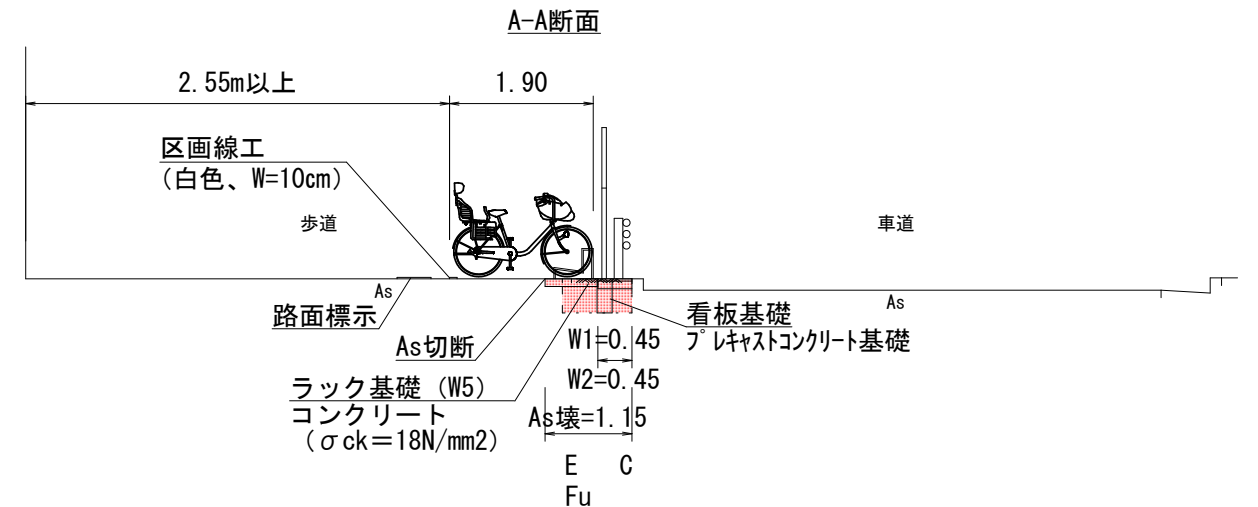 A-A断面
2.55m以上
1.90
区画線工
(白色、W=10cm)
歩道
車道
As
As
路面標示
看板基礎
プレキャストコンクリート基礎
As切断
W1=0.45
W2=0.45
ラック基礎（W5）
コンクリート
（σck＝18N/mm2）
As壊=1.15
E C
Fu